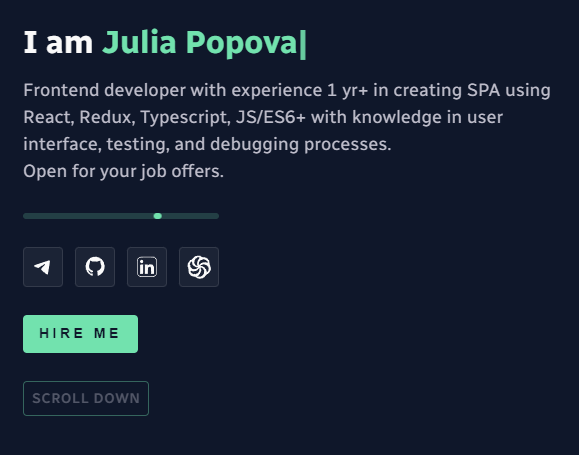 I am Julia Popova|
Frontend developer with experience 1 yr+ in creating SPA using
React, Redux, Typescript, JS/ES6+ with knowledge in user
interface, testing, and debugging processes.
Open for your job offers.
in
HIRE ME
SCROLL DOWN